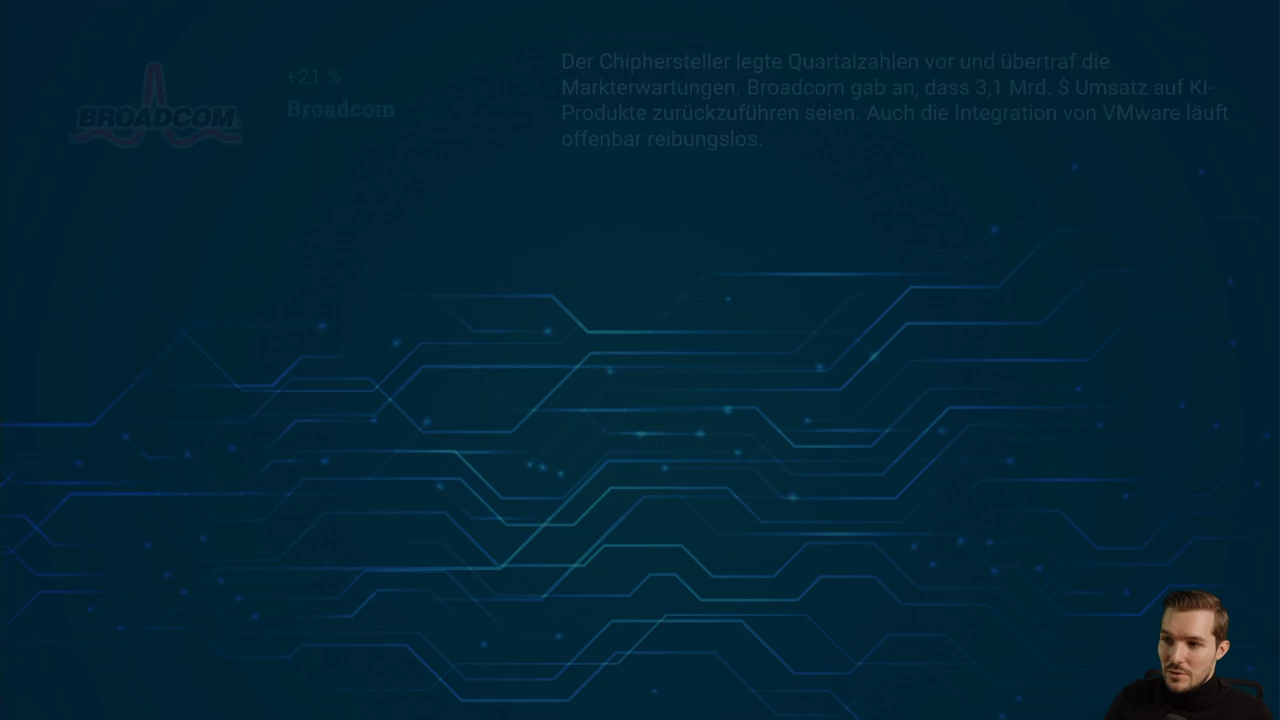 BROADCOM
+21 %
Broadcom
Der Chiphersteller legte Quartalzahlen vor und übertraf die
Markterwartungen. Broadcom gab an, dass 3,1 Mrd. $ Umsatz auf KI-
Produkte zurückzuführen seien. Auch die Integration von VMware läuft
offenbar reibungslos.